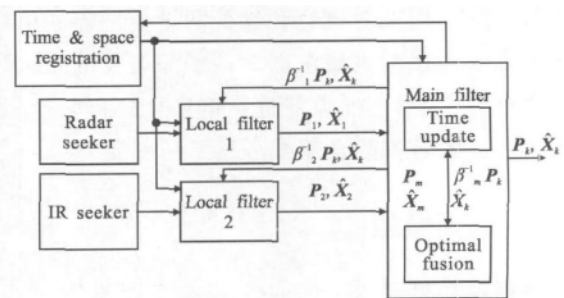 Time & space
registration
β⁻¹₁ Pₖ, X̂ₖ
Main filter
Radar
seeker
Local filter
1
P₁, X̂₁
Time
update
β⁻¹₂ Pₖ, X̂ₖ
Pₖ, X̂ₖ
IR seeker
Local filter
2
P₂, X̂₂
Pₘ
X̂ₘ
β⁻¹ₘ Pₖ
X̂ₖ
Optimal
fusion